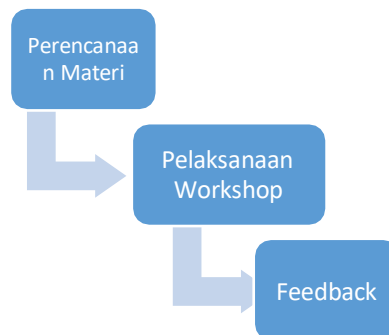 Perencanaa
n Materi
Pelaksanaan
Workshop
Feedback